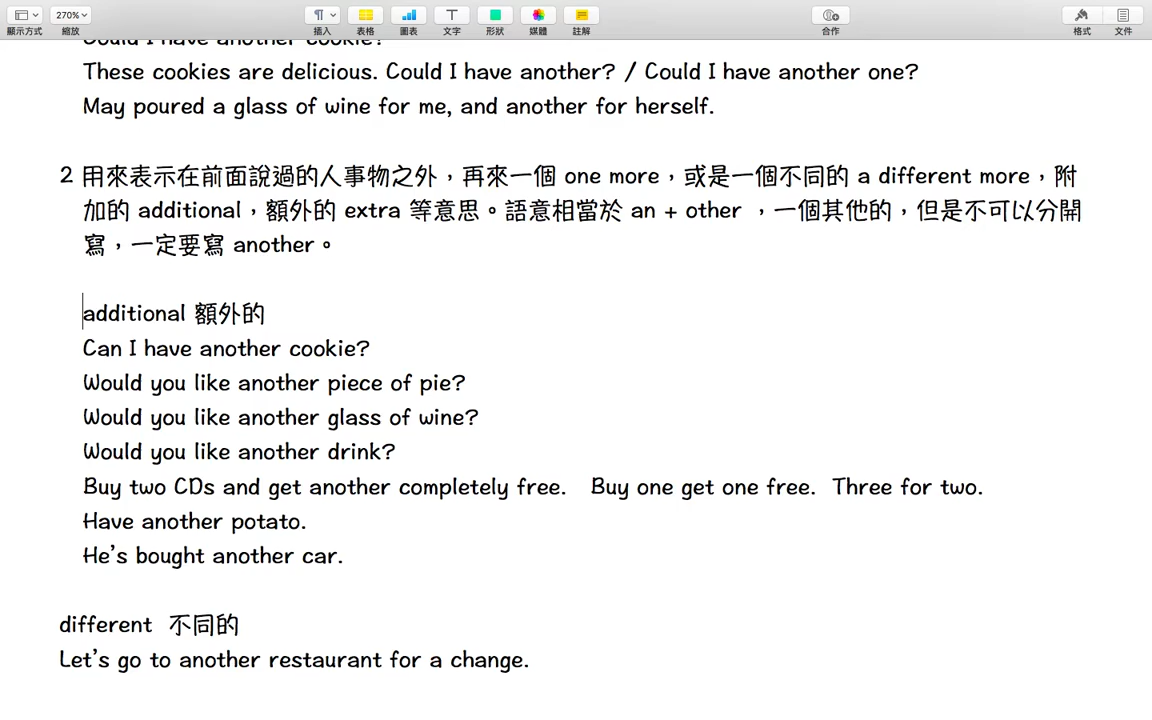 270%
顯示方式 縮放 插入 表格 圖表 文字 形狀 媒體 註解 合作 格式 文件
Could I have another cookie?
These cookies are delicious. Could I have another? / Could I have another one?
May poured a glass of wine for me, and another for herself.
2 用來表示在前面說過的人事物之外，再來一個 one more，或是一個不同的 a different more，附
加的 additional，額外的 extra 等意思。語意相當於 an + other ，一個其他的，但是不可以分開
寫，一定要寫 another。
additional 額外的
Can I have another cookie?
Would you like another piece of pie?
Would you like another glass of wine?
Would you like another drink?
Buy two CDs and get another completely free. Buy one get one free. Three for two.
Have another potato.
He's bought another car.
different 不同的
Let's go to another restaurant for a change.